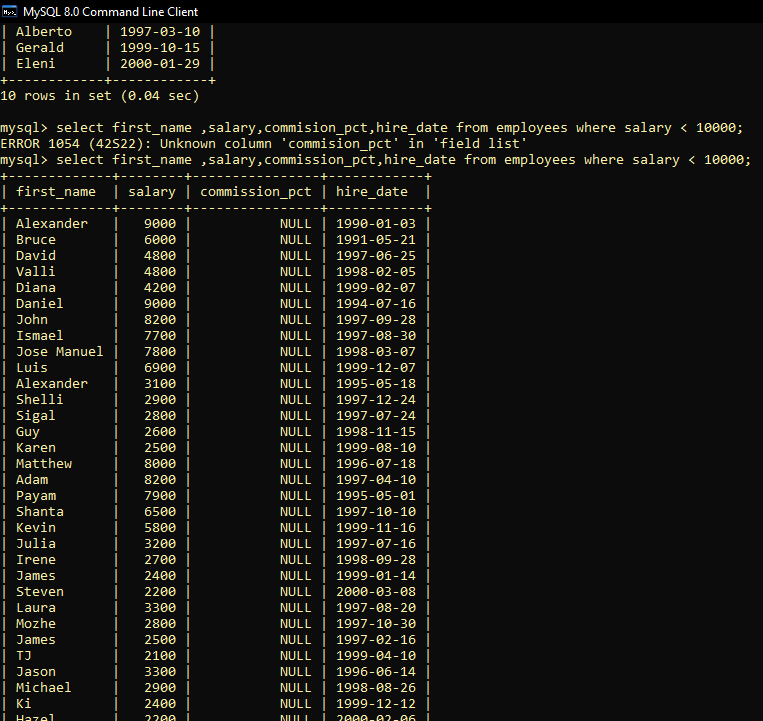 MySQL 8.0 Command Line Client
| Alberto    | 1997-03-10 |
| Gerald     | 1999-10-15 |
| Eleni      | 2000-01-29 |
+------------+------------+
10 rows in set (0.04 sec)
mysql> select first_name ,salary,commision_pct,hire_date from employees where salary < 10000;
ERROR 1054 (42S22): Unknown column 'commision_pct' in 'field list'
mysql> select first_name ,salary,commission_pct,hire_date from employees where salary < 10000;
+-------------+--------+----------------+------------+
| first_name  | salary | commission_pct | hire_date  |
+-------------+--------+----------------+------------+
| Alexander   |   9000 |           NULL | 1990-01-03 |
| Bruce       |   6000 |           NULL | 1991-05-21 |
| David       |   4800 |           NULL | 1997-06-25 |
| Valli       |   4800 |           NULL | 1998-02-05 |
| Diana       |   4200 |           NULL | 1999-02-07 |
| Daniel      |   9000 |           NULL | 1994-07-16 |
| John        |   8200 |           NULL | 1997-09-28 |
| Ismael      |   7700 |           NULL | 1997-08-30 |
| Jose Manuel |   7800 |           NULL | 1998-03-07 |
| Luis        |   6900 |           NULL | 1999-12-07 |
| Alexander   |   3100 |           NULL | 1995-05-18 |
| Shelli      |   2900 |           NULL | 1997-12-24 |
| Sigal       |   2800 |           NULL | 1997-07-24 |
| Guy         |   2600 |           NULL | 1998-11-15 |
| Karen       |   2500 |           NULL | 1999-08-10 |
| Matthew     |   8000 |           NULL | 1996-07-18 |
| Adam        |   8200 |           NULL | 1997-04-10 |
| Payam       |   7900 |           NULL | 1995-05-01 |
| Shanta      |   6500 |           NULL | 1997-10-10 |
| Kevin       |   5800 |           NULL | 1999-11-16 |
| Julia       |   3200 |           NULL | 1997-07-16 |
| Irene       |   2700 |           NULL | 1998-09-28 |
| James       |   2400 |           NULL | 1999-01-14 |
| Steven      |   2200 |           NULL | 2000-03-08 |
| Laura       |   3300 |           NULL | 1997-08-20 |
| Mozhe       |   2800 |           NULL | 1997-10-30 |
| James       |   2500 |           NULL | 1997-02-16 |
| TJ          |   2100 |           NULL | 1999-04-10 |
| Jason       |   3300 |           NULL | 1996-06-14 |
| Michael     |   2900 |           NULL | 1998-08-26 |
| Ki          |   2400 |           NULL | 1999-12-12 |
| Hazel       |   2200 |           NULL | 2000-02-06 |